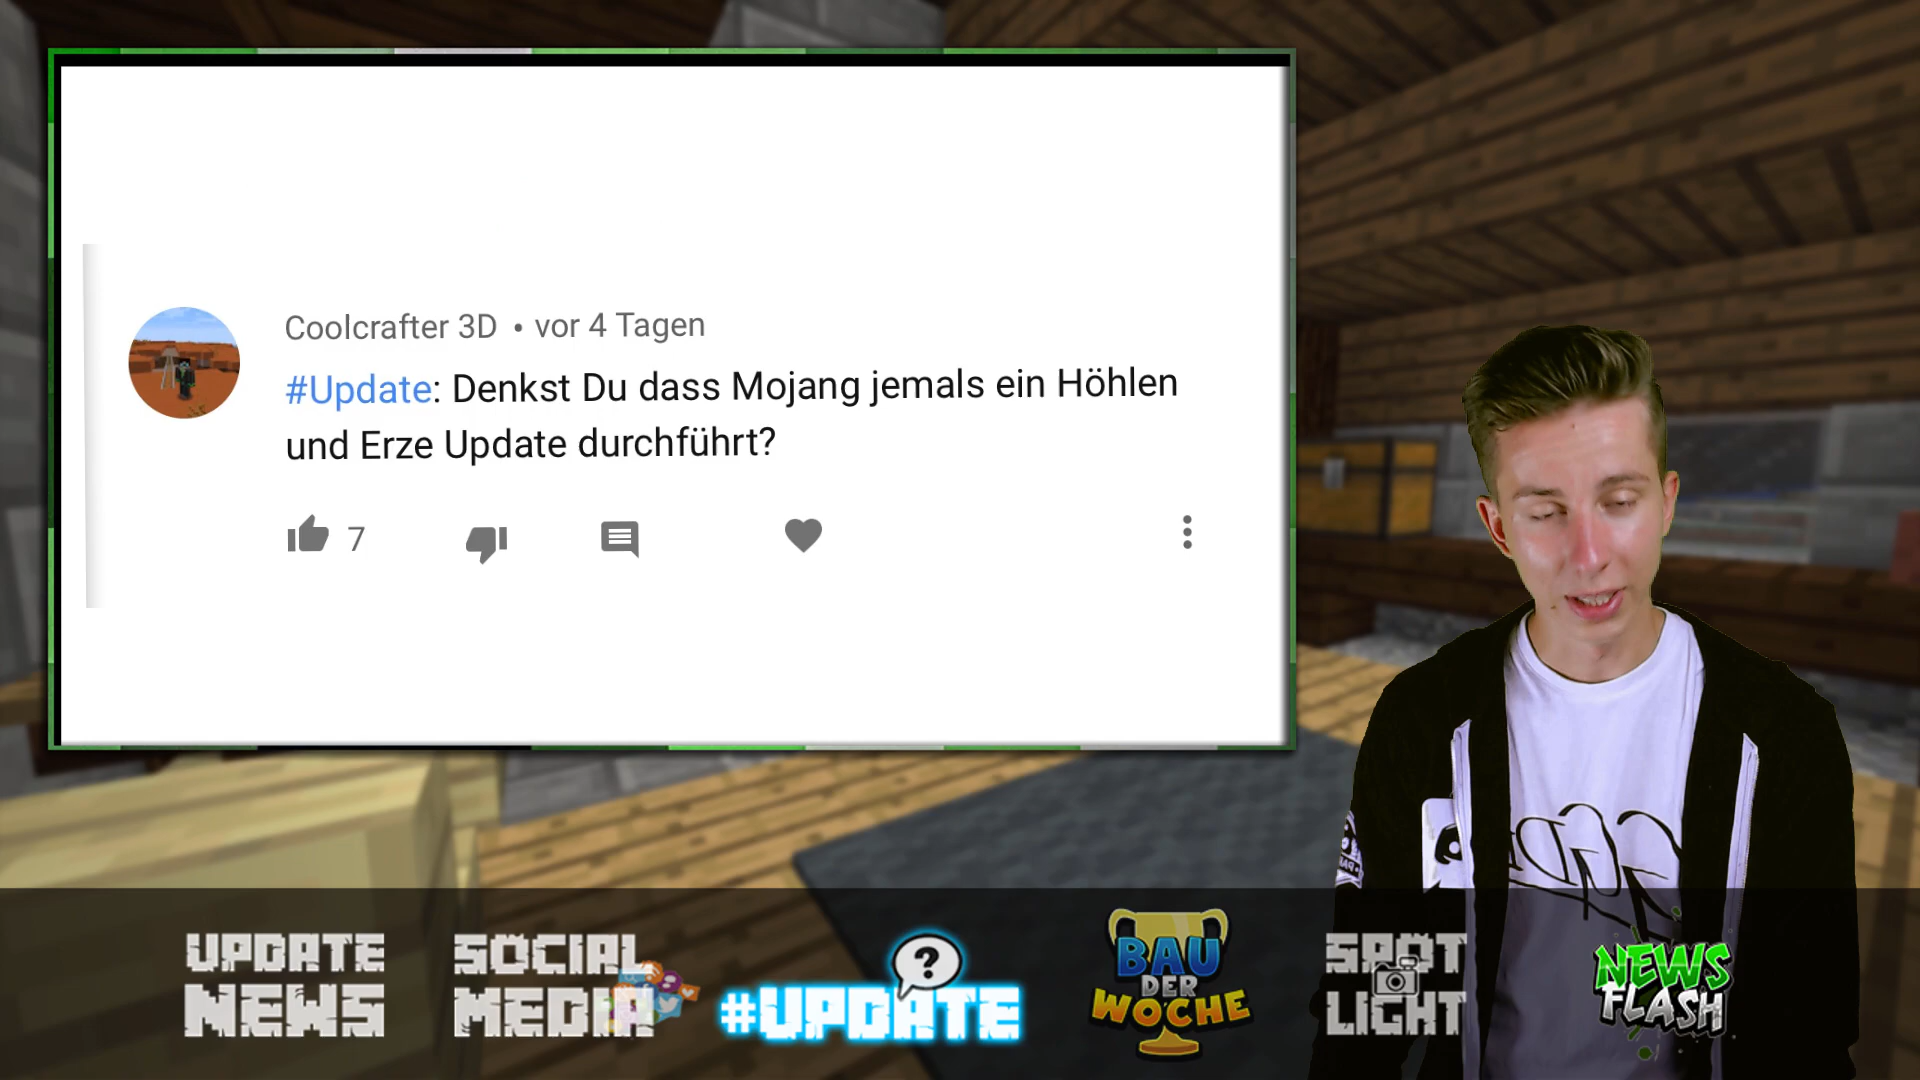 Coolcrafter 3D • vor 4 Tagen
#Update: Denkst Du dass Mojang jemals ein Höhlen
und Erze Update durchführt?
7
UPDATE
NEWS
SOCIAL
MEDIA
?
#UPDATE
BAU
DER
WOCHE
SPOT
LIGHT
NEWS
FLASH